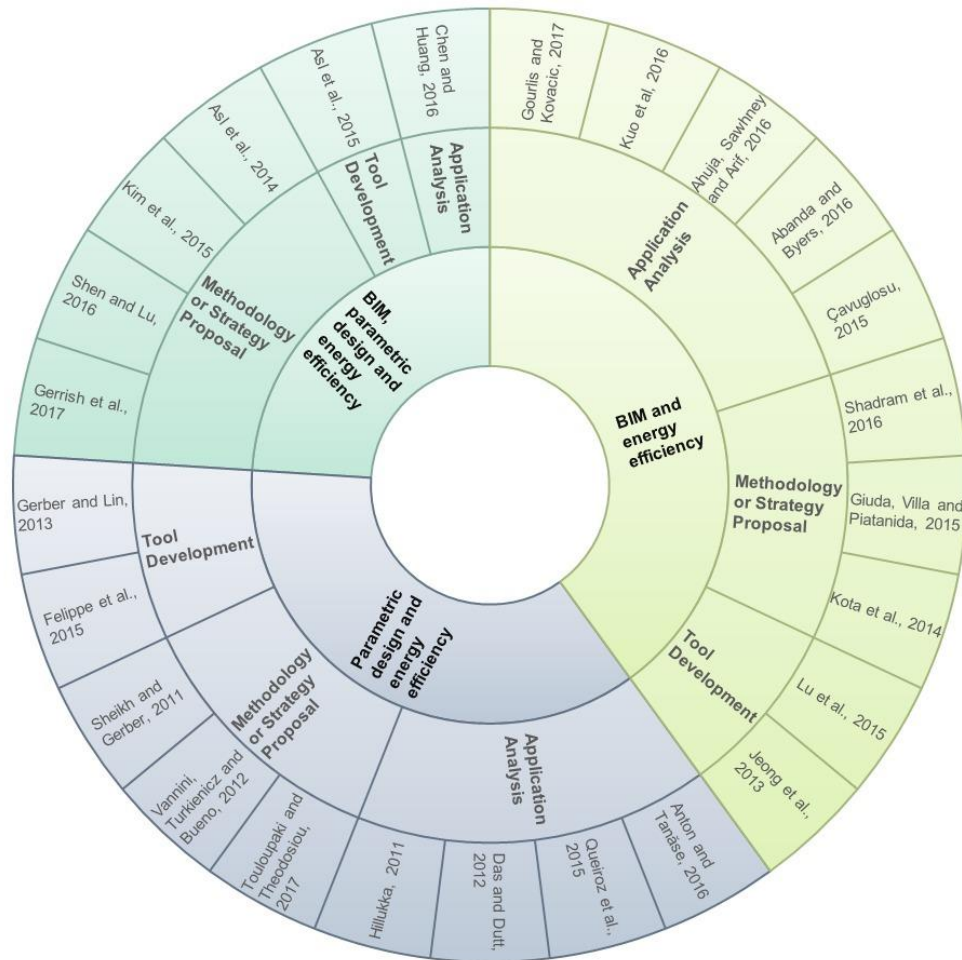 BIM and
energy
efficiency
Application
Analysis
Gourlis and
Kovacic, 2017
Kuo et al, 2016
Ahuja, Sawhney
and Arif, 2016
Abanda and
Byers, 2016
Çavuglosu,
2015
Methodology
or Strategy
Proposal
Shadram et al.,
2016
Giuda, Villa and
Piatanida, 2015
Kota et al., 2014
Tool
Development
Lu et al., 2015
Jeong et al.,
2013
Parametric
design and
energy
efficiency
Application
Analysis
Anton and
Tanăse, 2016
Queiroz et al.,
2015
Das and Dutt,
2012
Hillukka, 2011
Methodology
or Strategy
Proposal
Touloupaki and
Theodosiou,
2017
Vannini,
Turkienicz and
Bueno, 2012
Sheikh and
Gerber, 2011
Tool
Development
Felippe et al.,
2015
Gerber and Lin,
2013
BIM,
parametric
design and
energy
efficiency
Methodology
or Strategy
Proposal
Gerrish et al.,
2017
Shen and Lu,
2016
Kim et al., 2015
Asl et al., 2014
Tool
Development
Asl et al., 2015
Application
Analysis
Chen and
Huang, 2016